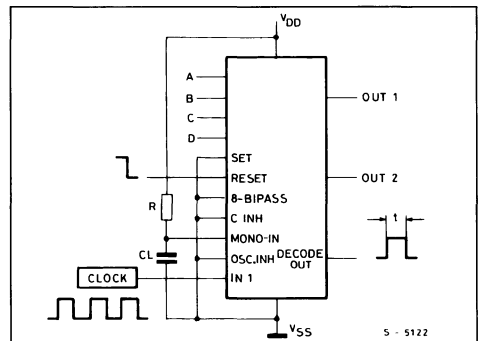 VDD
A
B
C
D
OUT 1
OUT 2
SET
RESET
8-BIPASS
C INH
MONO-IN
OSC.INH
IN 1
DECODE
OUT
R
CL
CLOCK
t
VSS
S - 5122